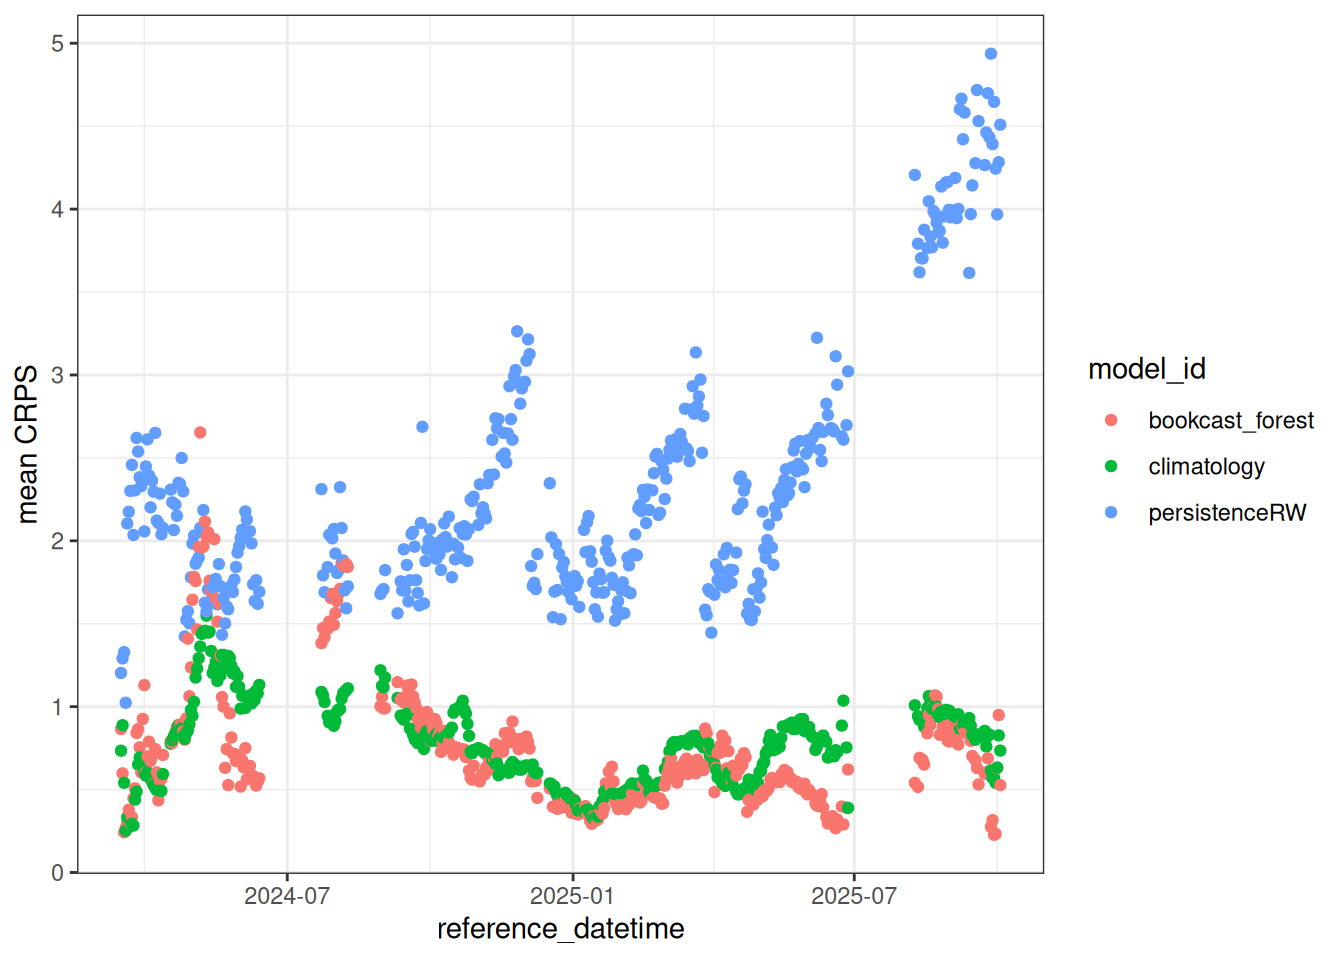 5
4
3
2
1
0
mean CRPS
2024-07
2025-01
2025-07
reference_datetime
model_id
bookcast_forest
climatology
persistenceRW